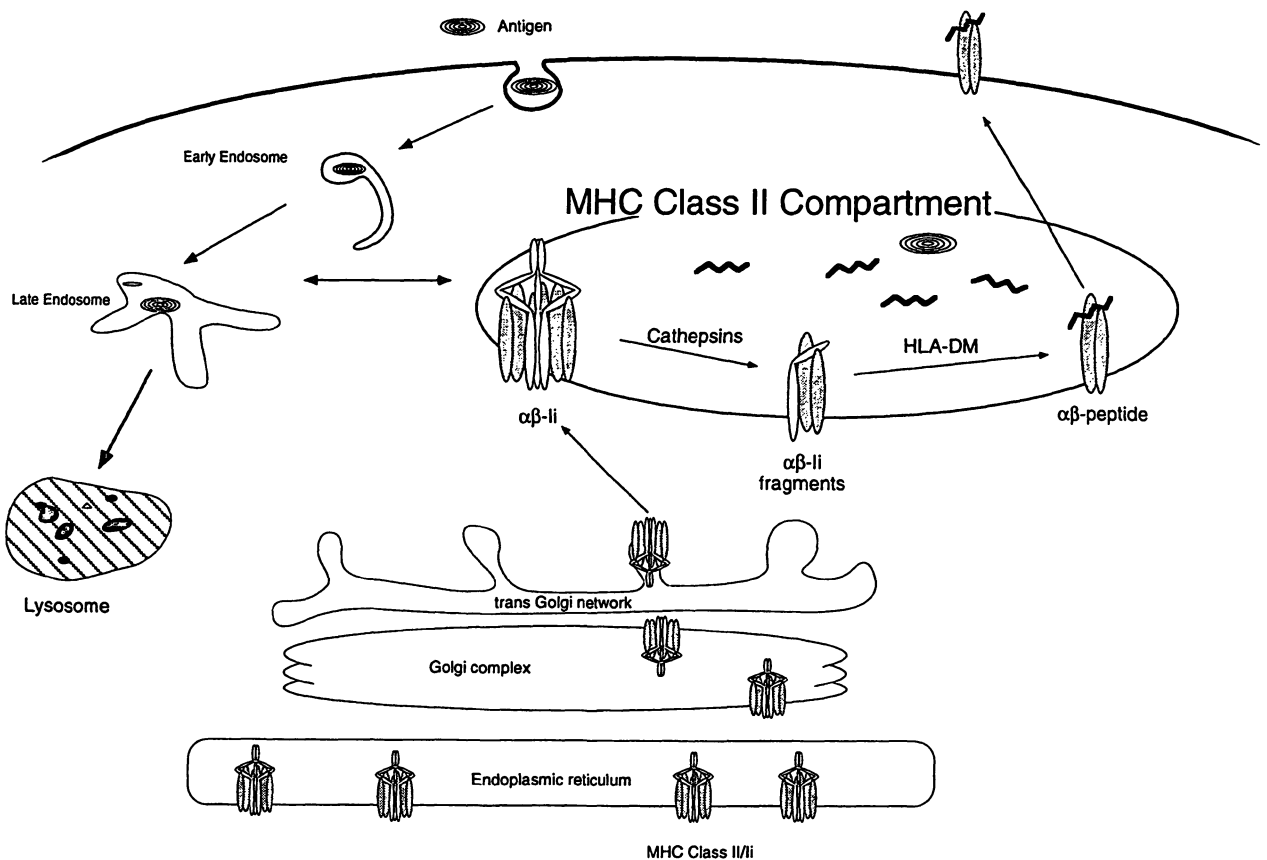 Antigen
Early Endosome
MHC Class II Compartment
Late Endosome
Cathepsins
HLA-DM
αβ-Ii
αβ-peptide
αβ-Ii
fragments
Lysosome
trans Golgi network
Golgi complex
Endoplasmic reticulum
MHC Class II/Ii